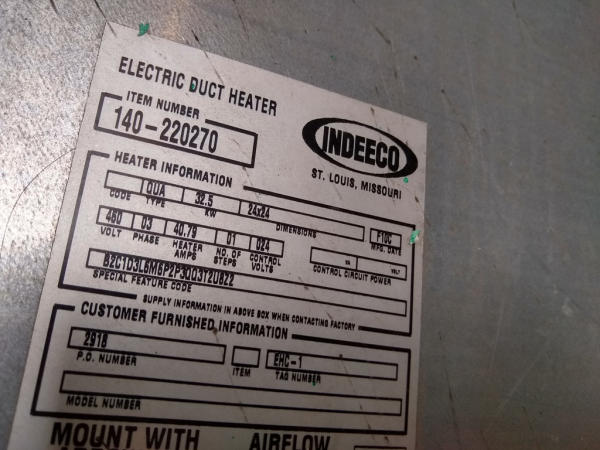 ELECTRIC DUCT HEATER
ITEM NUMBER
140-220270
INDEECO
ST. LOUIS, MISSOURI
HEATER INFORMATION
QUA 32.5 24x24 F10C
CODE TYPE KW DIMENSIONS MFG. DATE
460 03 40.79 01 024
VOLT PHASE HEATER AMPS NO. OF STEPS CONTROL VOLTS VA VOLT
CONTROL CIRCUIT POWER
SPECIAL FEATURE CODE
SUPPLY INFORMATION IN ABOVE BOX WHEN CONTACTING FACTORY
CUSTOMER FURNISHED INFORMATION
2918 EHC-1
P.O. NUMBER ITEM TAG NUMBER
MODEL NUMBER
MOUNT WITH AIRFLOW